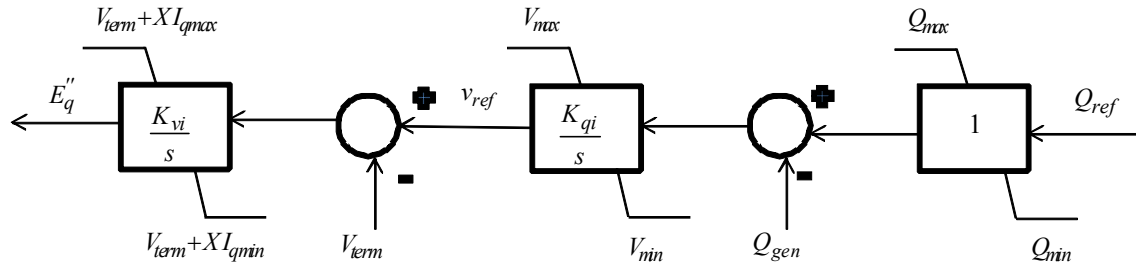 V_term+XI_qmax
V_max
Q_max
E''_q
K_vi
s
v_ref
K_qi
s
1
Q_ref
V_term+XI_qmin
V_term
V_min
Q_gen
Q_min